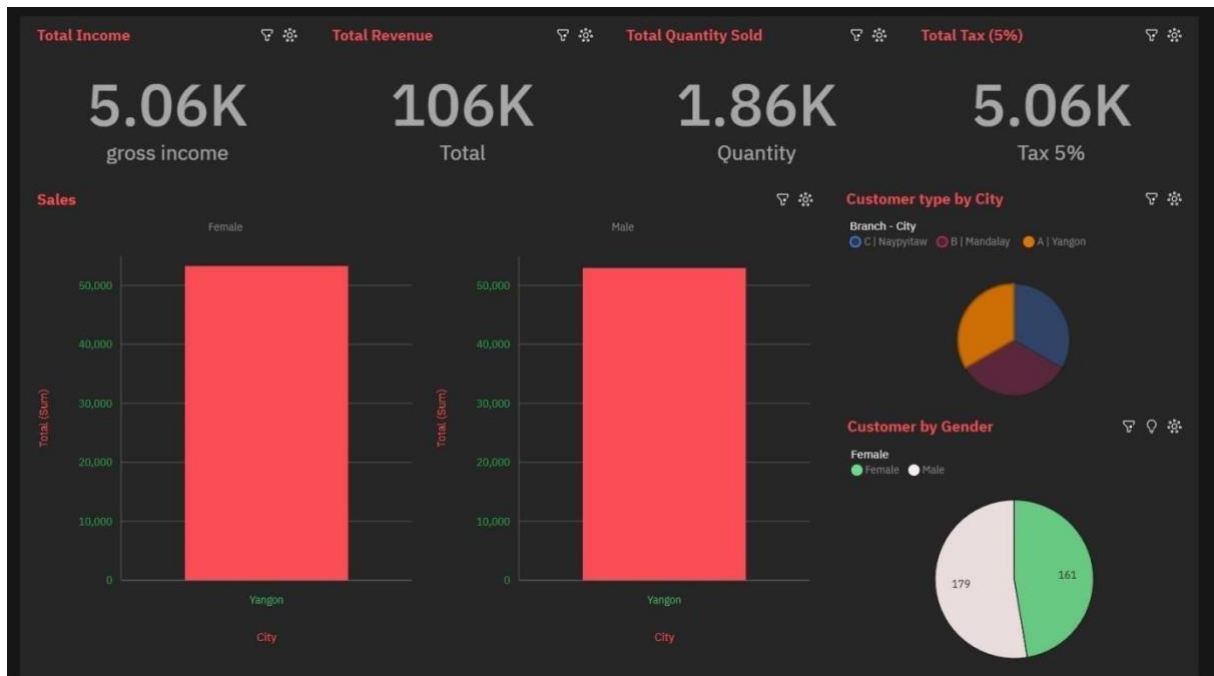 Total Income
Total Revenue
Total Quantity Sold
Total Tax (5%)
5.06K
106K
1.86K
5.06K
gross income
Total
Quantity
Tax 5%
Sales
Female
Male
50,000
40,000
30,000
20,000
10,000
0
Total (Sum)
Yangon
City
50,000
40,000
30,000
20,000
10,000
0
Total (Sum)
Yangon
City
Customer type by City
Branch - City
C | Naypyitaw B | Mandalay A | Yangon
Customer by Gender
Female
Female Male
179
161